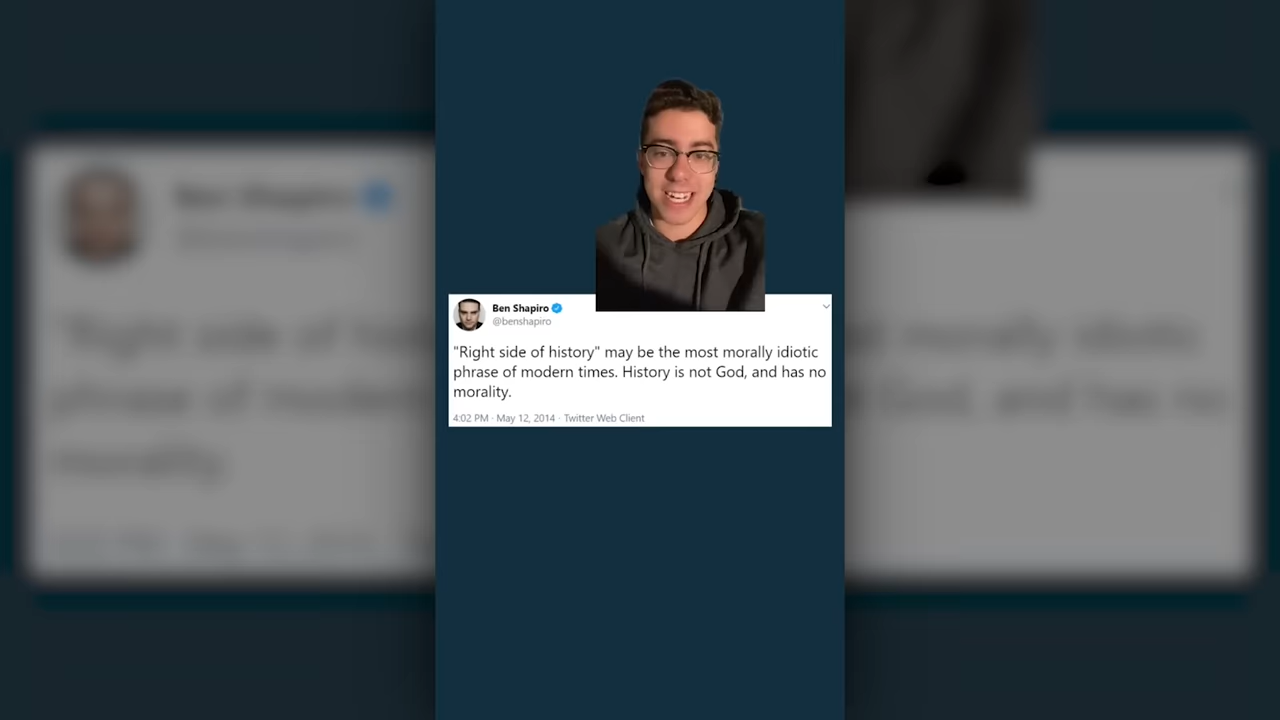 Ben Shapiro
@benshapiro
"Right side of history" may be the most morally idiotic
phrase of modern times. History is not God, and has no
morality.
4:02 PM · May 12, 2014 · Twitter Web Client